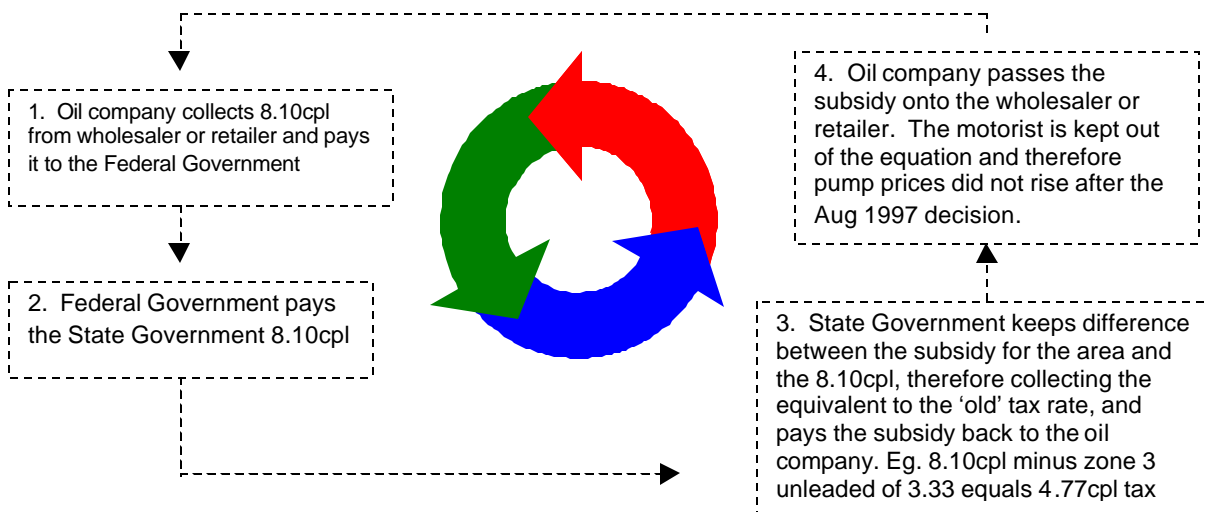 1. Oil company collects 8.10cpl
from wholesaler or retailer and pays
it to the Federal Government
2. Federal Government pays
the State Government 8.10cpl
3. State Government keeps difference
between the subsidy for the area and
the 8.10cpl, therefore collecting the
equivalent to the ‘old’ tax rate, and
pays the subsidy back to the oil
company. Eg. 8.10cpl minus zone 3
unleaded of 3.33 equals 4.77cpl tax
4. Oil company passes the
subsidy onto the wholesaler or
retailer. The motorist is kept out
of the equation and therefore
pump prices did not rise after the
Aug 1997 decision.